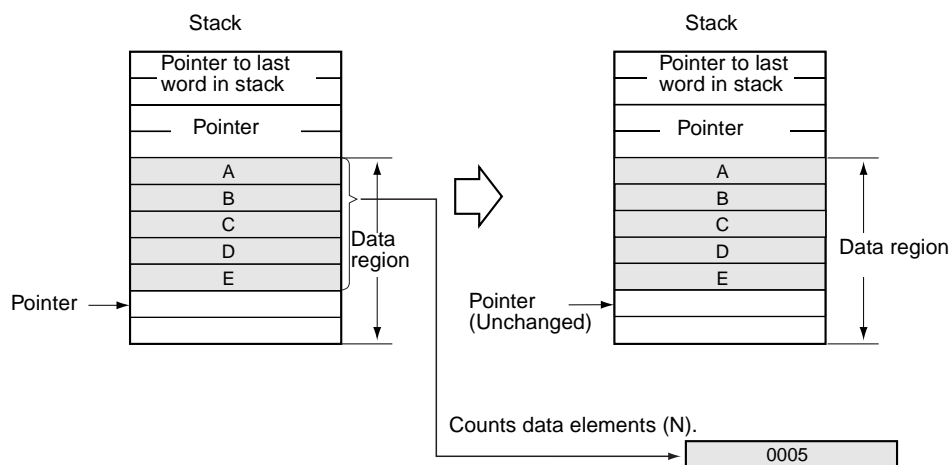 Stack
Pointer to last
word in stack
Pointer
A
B
C
D
E
Data
region
Pointer
Stack
Pointer to last
word in stack
Pointer
A
B
C
D
E
Data region
Pointer
(Unchanged)
Counts data elements (N).
0005